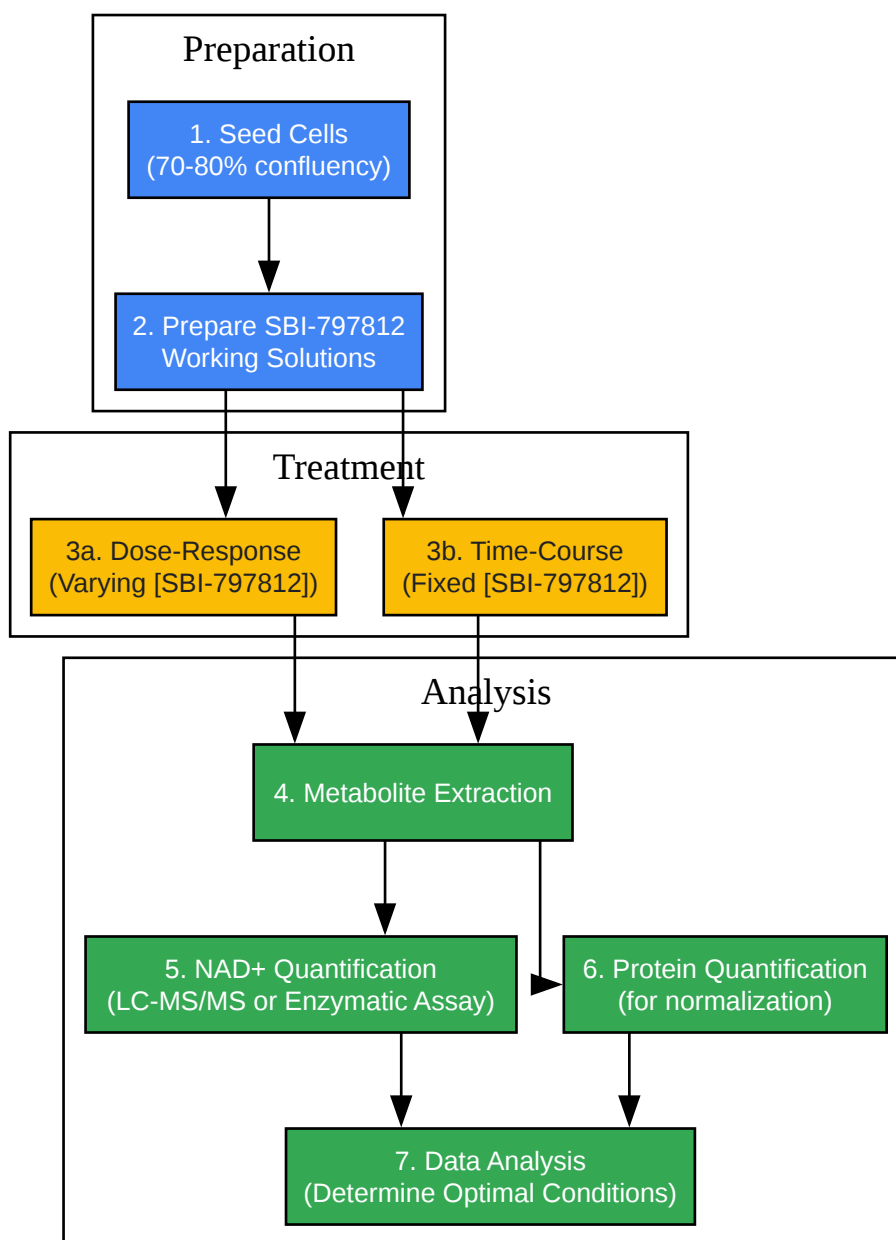 Preparation
1. Seed Cells
(70-80% confluency)
2. Prepare SBI-797812
Working Solutions
Treatment
3a. Dose-Response
(Varying [SBI-797812])
3b. Time-Course
(Fixed [SBI-797812])
Analysis
4. Metabolite Extraction
5. NAD+ Quantification
(LC-MS/MS or Enzymatic Assay)
6. Protein Quantification
(for normalization)
7. Data Analysis
(Determine Optimal Conditions)